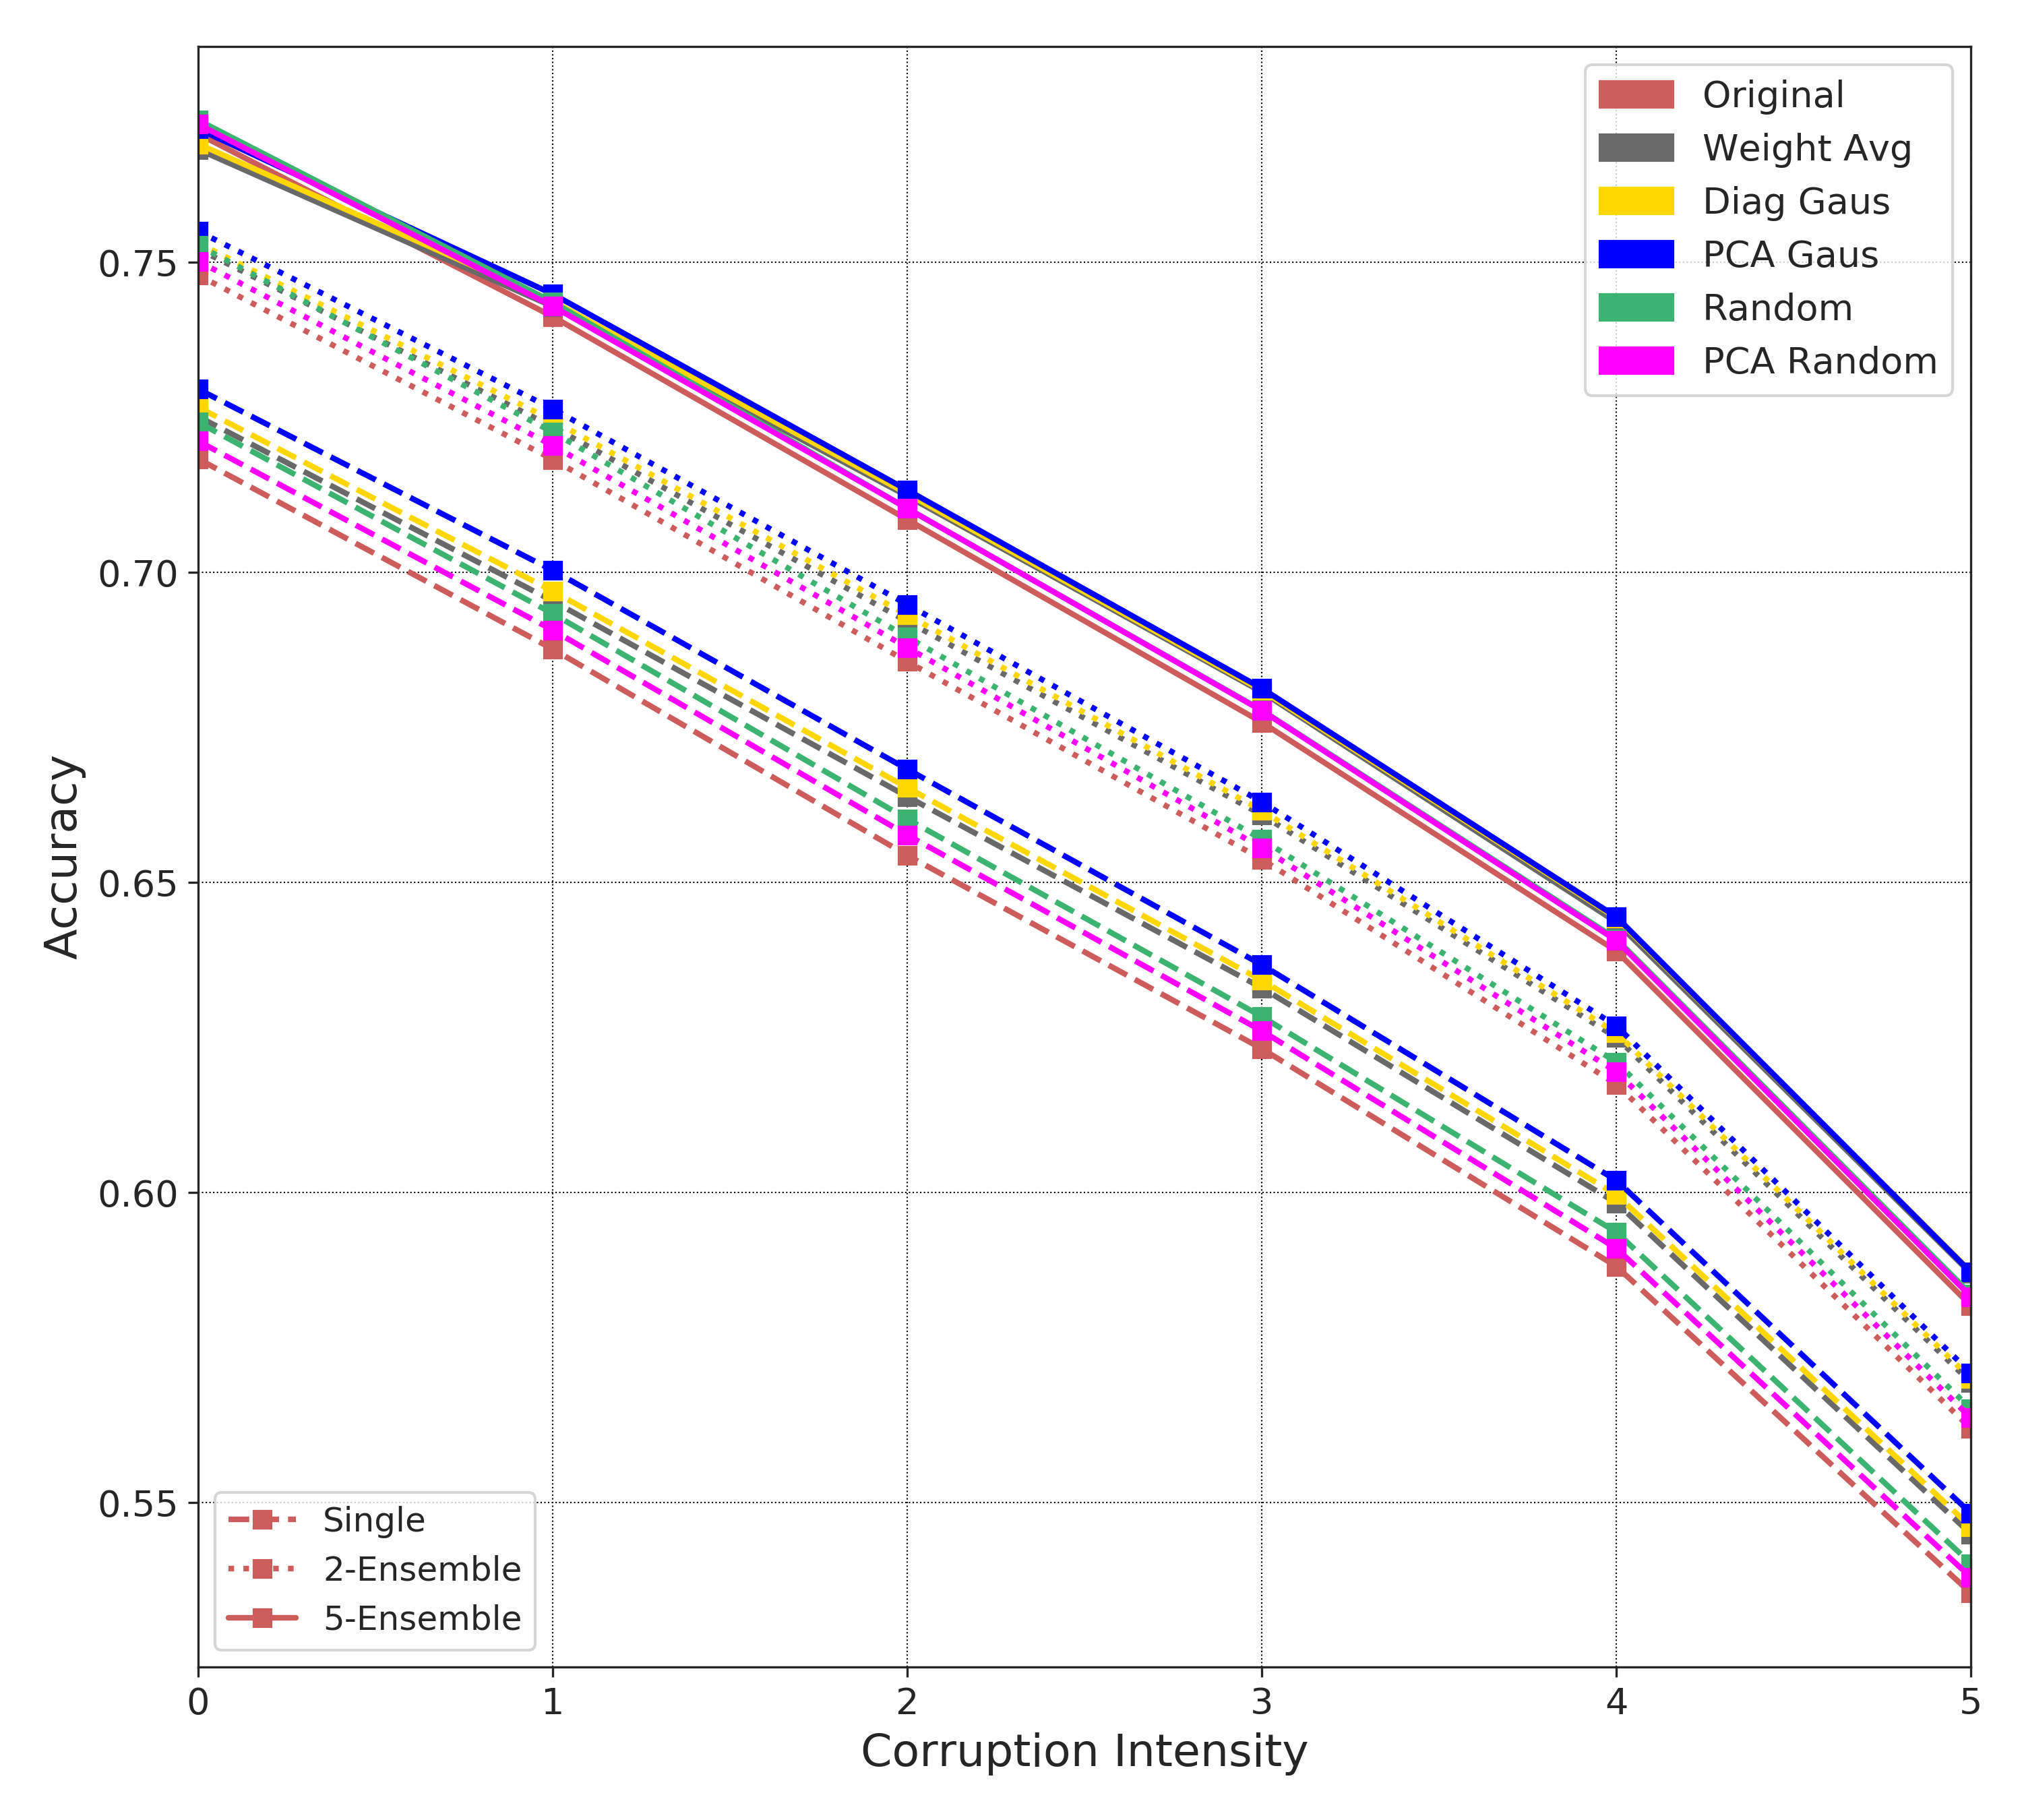 Original
Weight Avg
Diag Gaus
PCA Gaus
Random
PCA Random
0.75
0.70
0.65
0.60
0.55
Accuracy
Single
2-Ensemble
5-Ensemble
0 1 2 3 4 5
Corruption Intensity